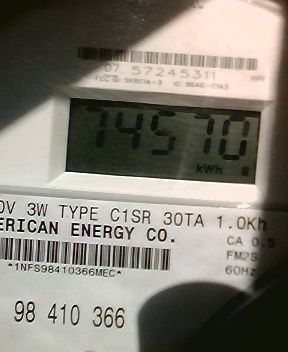 07 57245311
74570
kWh
0V 3W TYPE C1SR 30TA 1.0Kh
ERICAN ENERGY CO.
CA 0.5
FM2S
60Hz
*1NFS98410366MEC*
98 410 366